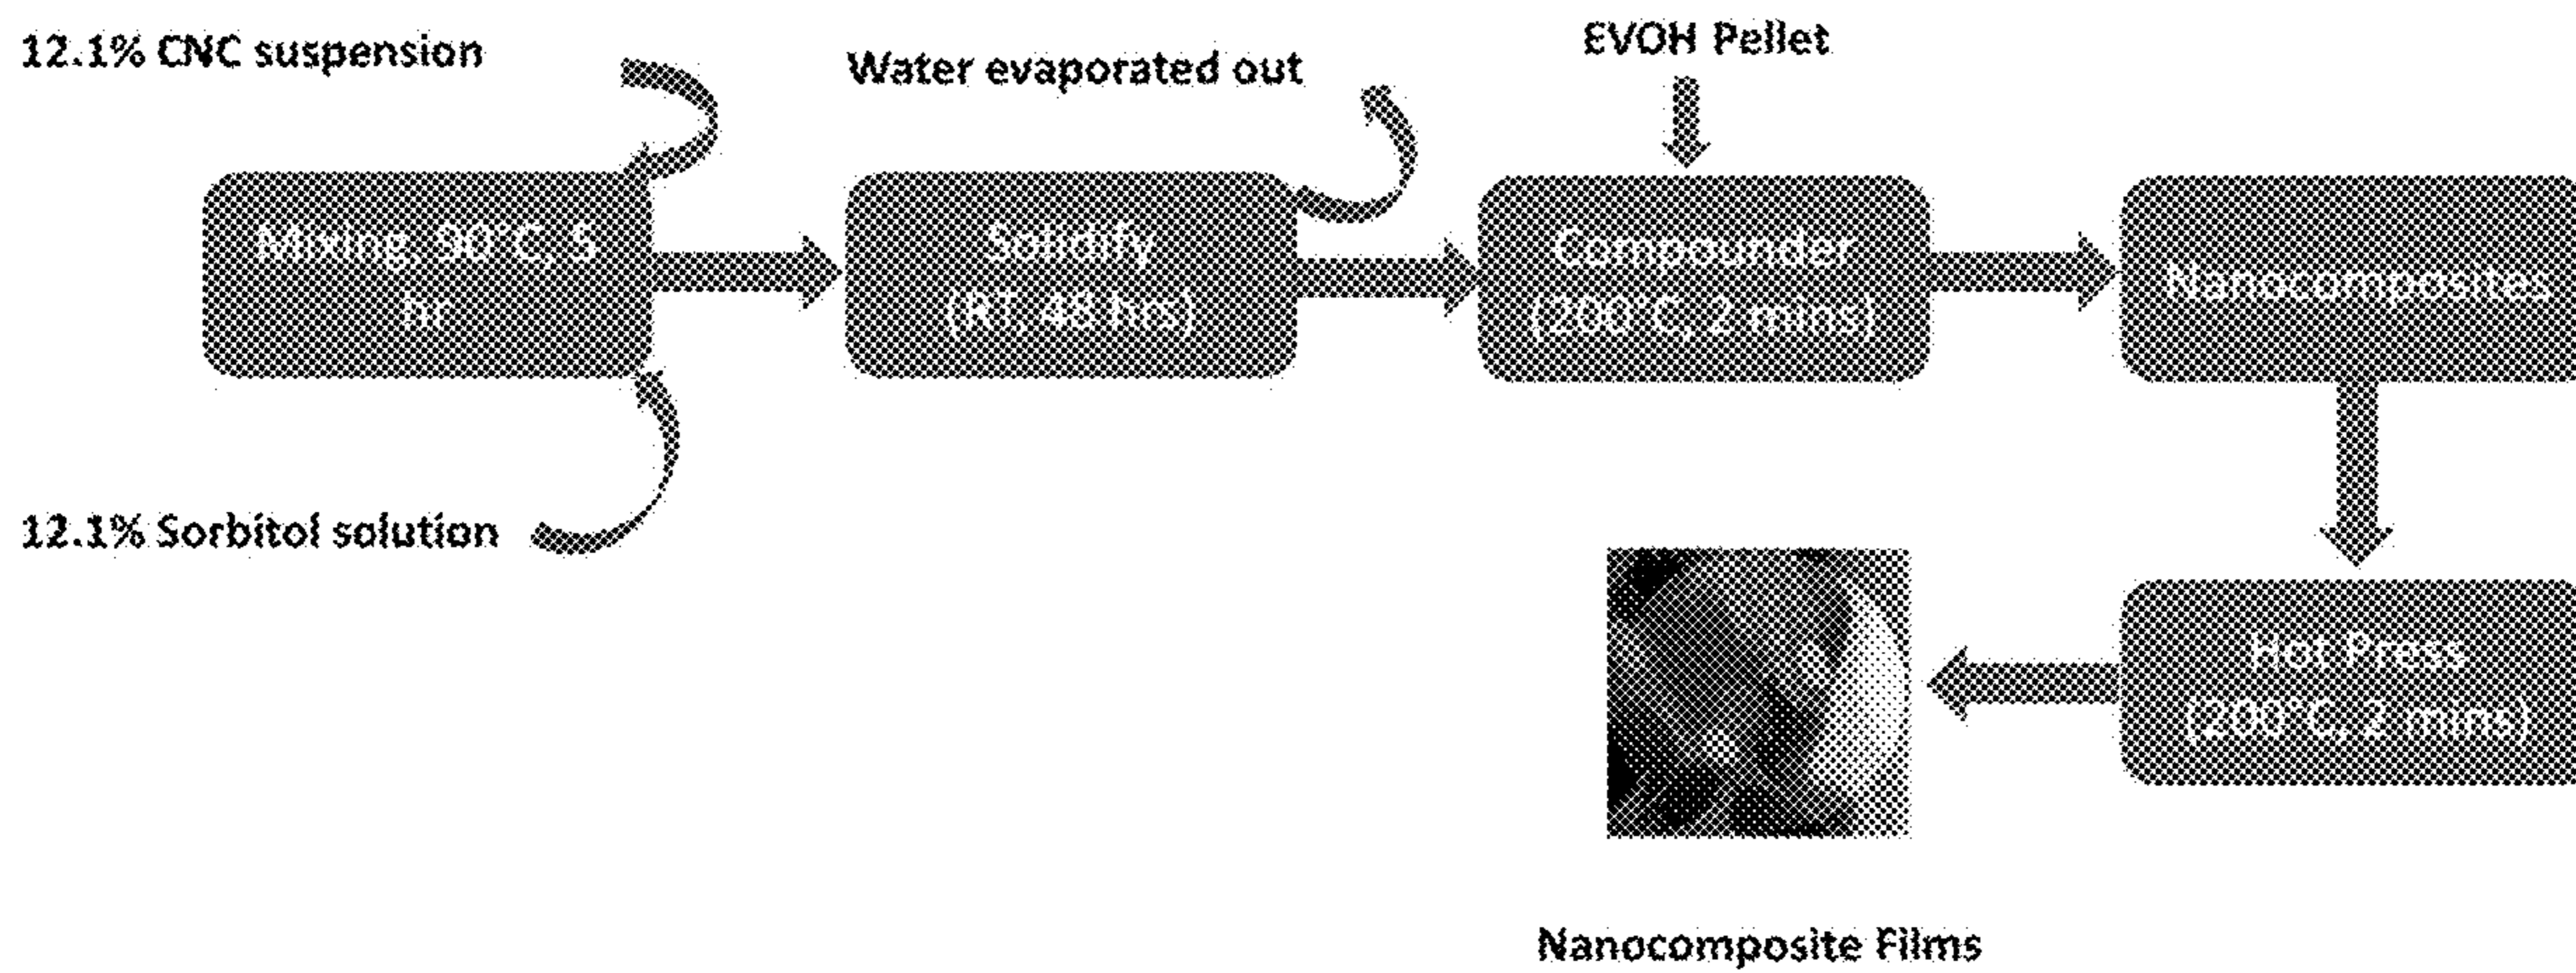 12.1% CNC suspension
Water evaporated out
EVOH Pellet
Mixing, 90°C, 5
hr
Solidify
(RT, 48 hrs)
Compounder
(200°C, 2 mins)
Nanocomposites
12.1% Sorbitol solution
Hot Press
(200°C, 2 mins)
Nanocomposite Films